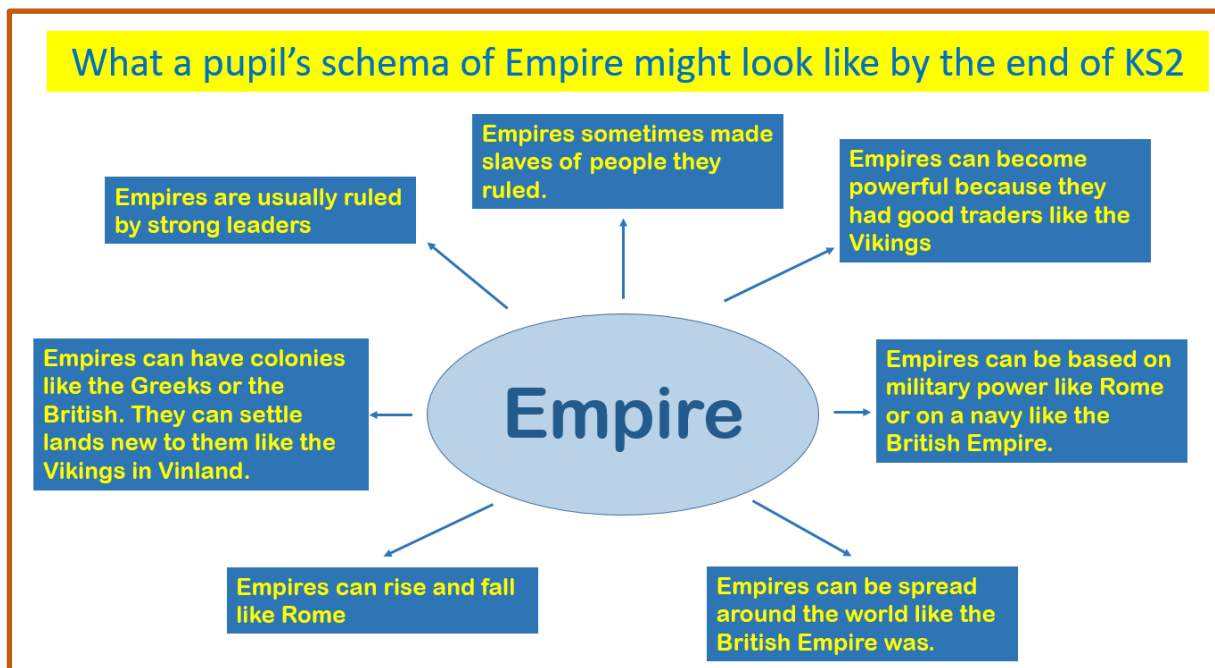 What a pupil's schema of Empire might look like by the end of KS2
Empires sometimes made
slaves of people they
ruled.
Empires can become
powerful because they
had good traders like the
Vikings
Empires are usually ruled
by strong leaders
Empires can have colonies
like the Greeks or the
British. They can settle
lands new to them like the
Vikings in Vinland.
Empire
Empires can be based on
military power like Rome
or on a navy like the
British Empire.
Empires can rise and fall
like Rome
Empires can be spread
around the world like the
British Empire was.